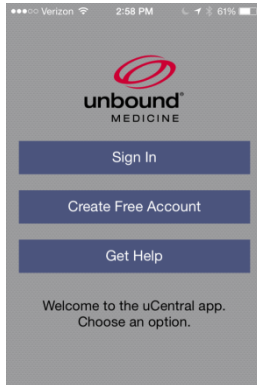 ●●●○○ Verizon 2:58 PM 61%
unbound®
MEDICINE
Sign In
Create Free Account
Get Help
Welcome to the uCentral app.
Choose an option.